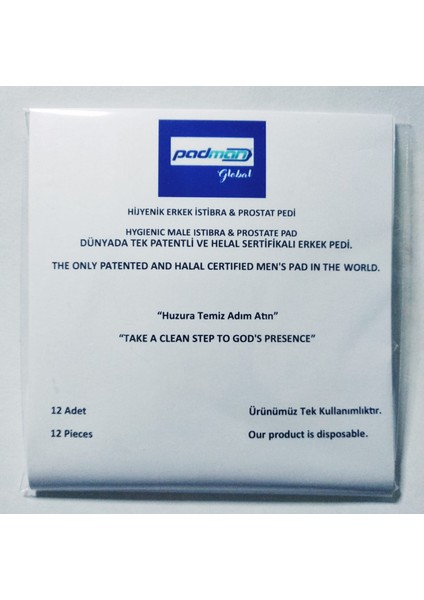 padman
Global
HİJYENİK ERKEK İSTİBRA & PROSTAT PEDİ
HYGIENIC MALE ISTIBRA & PROSTATE PAD
DÜNYADA TEK PATENTLİ VE HELAL SERTİFİKALI ERKEK PEDİ.
THE ONLY PATENTED AND HALAL CERTIFIED MEN'S PAD IN THE WORLD.
“Huzura Temiz Adım Atın”
“TAKE A CLEAN STEP TO GOD'S PRESENCE”
12 Adet Ürünümüz Tek Kullanımlıktır.
12 Pieces Our product is disposable.